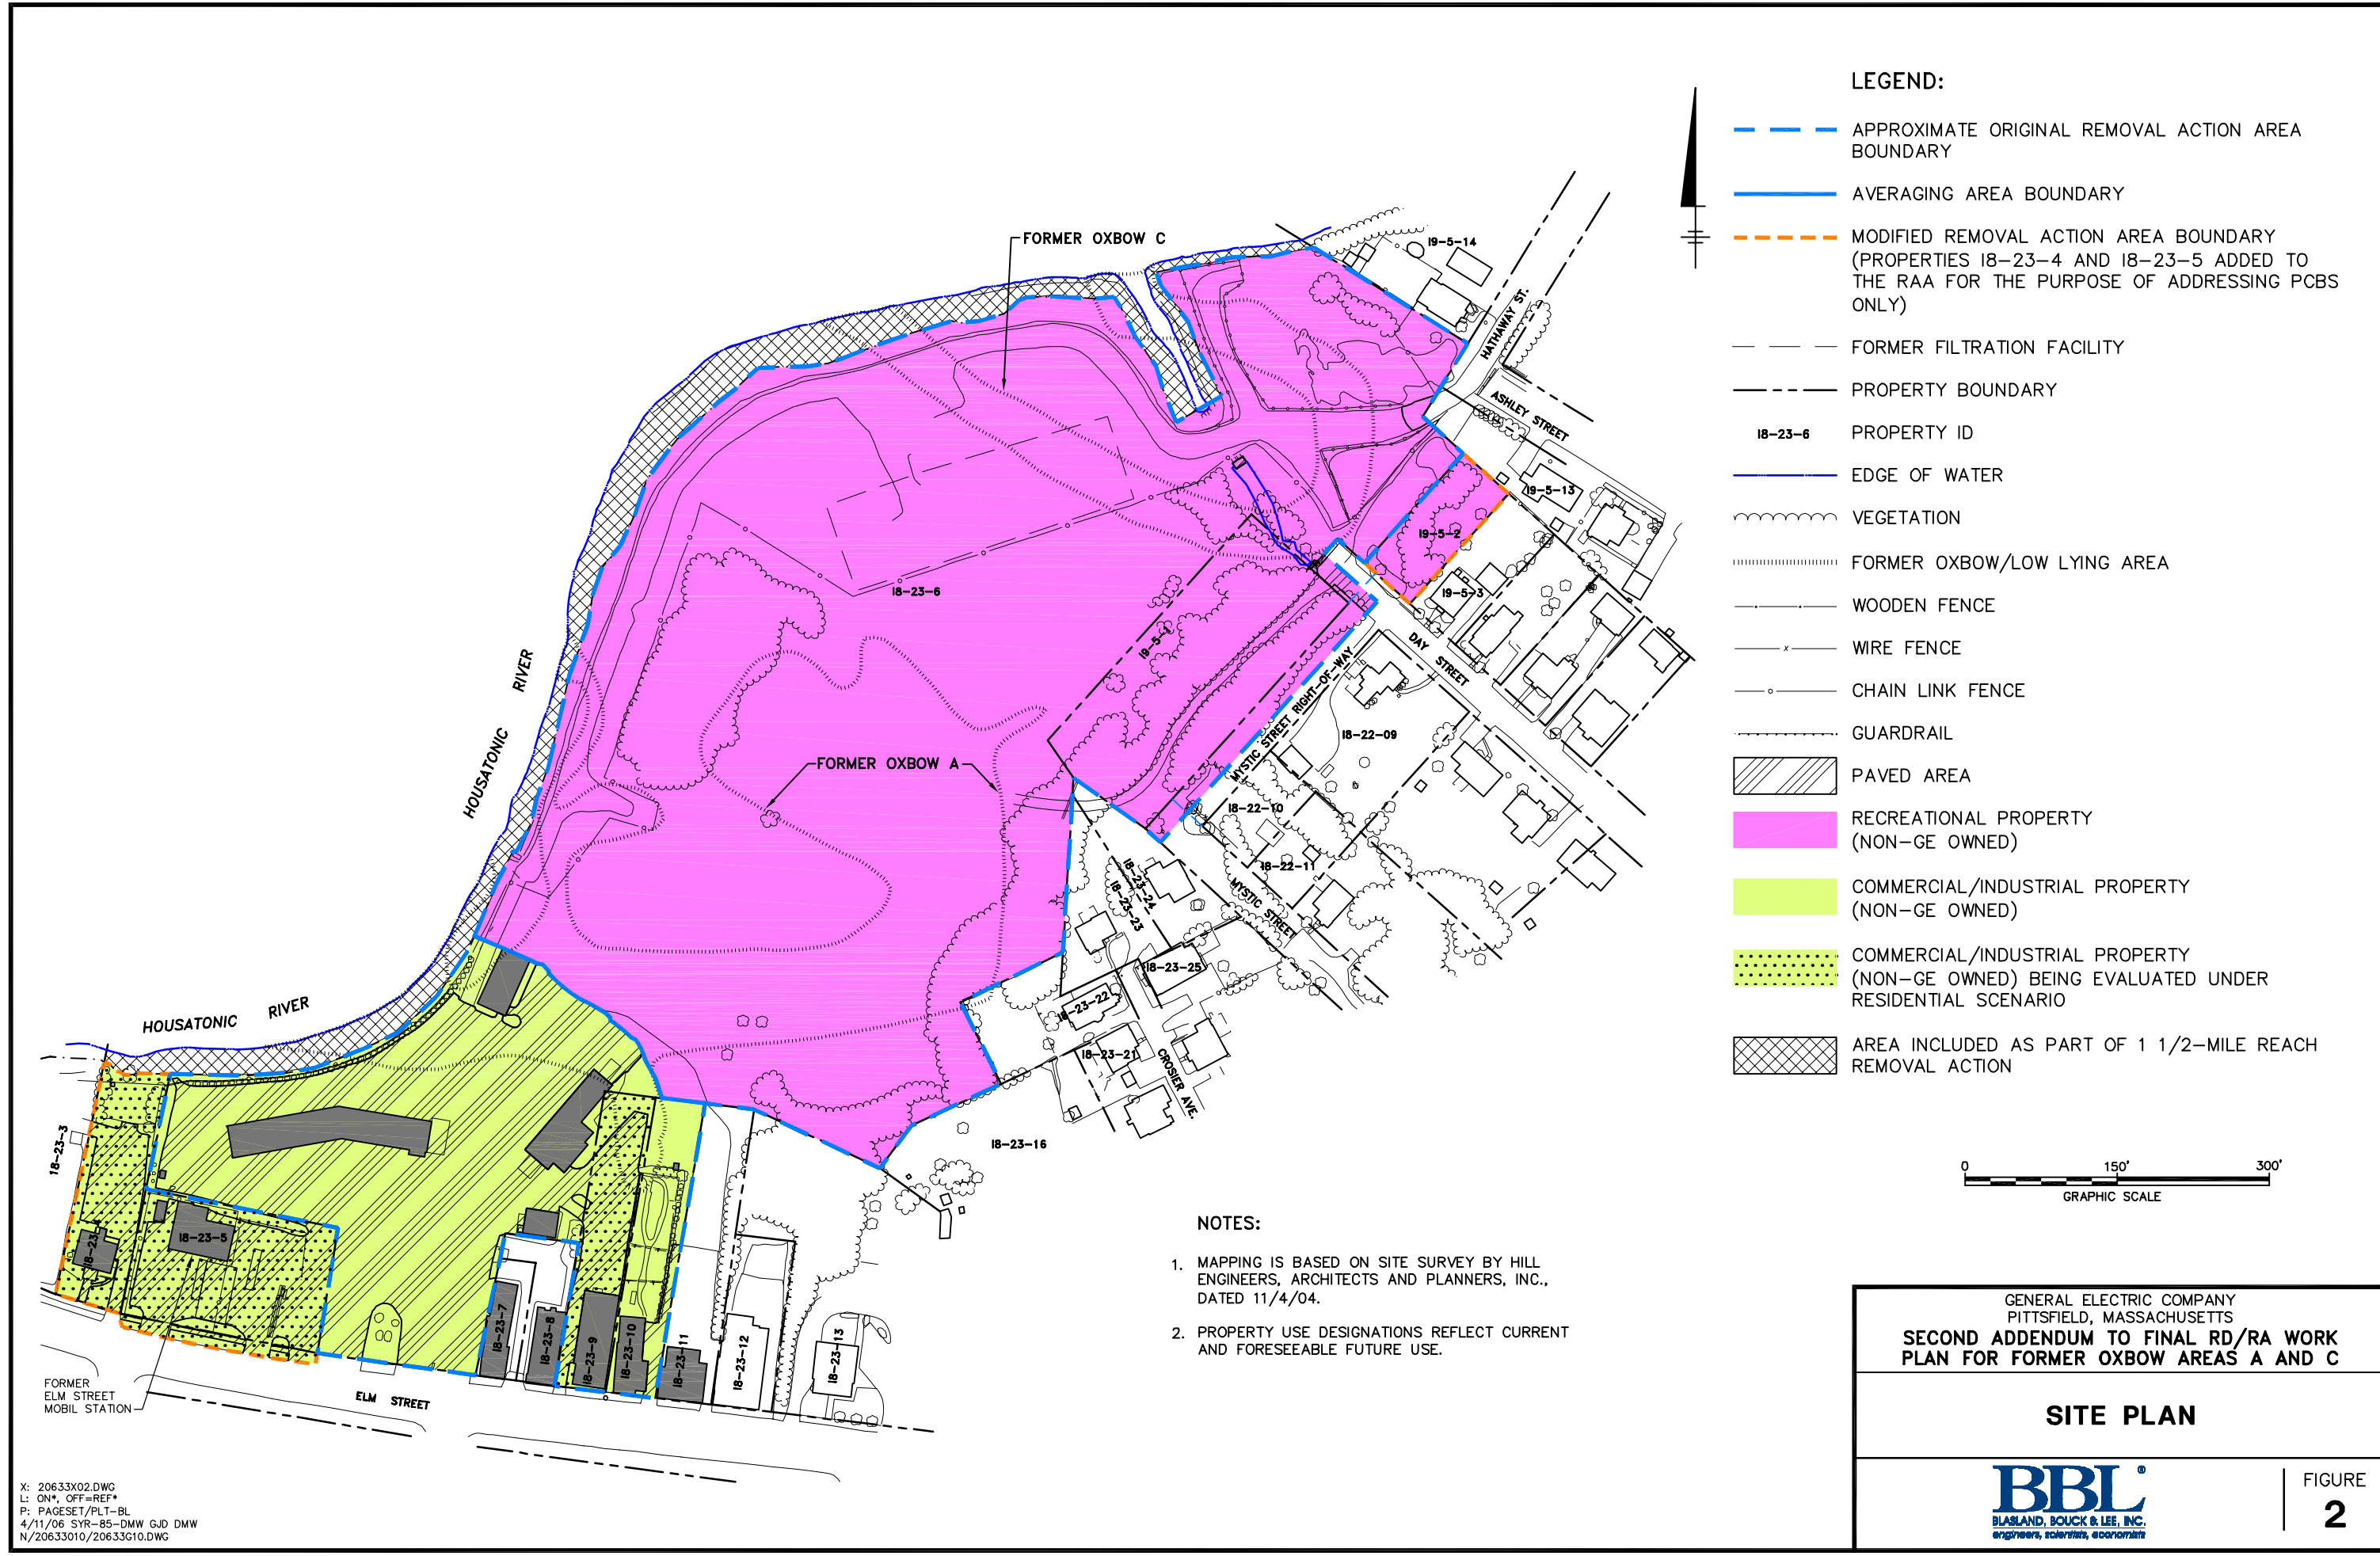 LEGEND:
APPROXIMATE ORIGINAL REMOVAL ACTION AREA
BOUNDARY
AVERAGING AREA BOUNDARY
MODIFIED REMOVAL ACTION AREA BOUNDARY
(PROPERTIES 18-23-4 AND 18-23-5 ADDED TO
THE RAA FOR THE PURPOSE OF ADDRESSING PCBS
ONLY)
FORMER FILTRATION FACILITY
PROPERTY BOUNDARY
18-23-6 PROPERTY ID
EDGE OF WATER
VEGETATION
FORMER OXBOW/LOW LYING AREA
WOODEN FENCE
x WIRE FENCE
CHAIN LINK FENCE
GUARDRAIL
PAVED AREA
RECREATIONAL PROPERTY
(NON-GE OWNED)
COMMERCIAL/INDUSTRIAL PROPERTY
(NON-GE OWNED)
COMMERCIAL/INDUSTRIAL PROPERTY
(NON-GE OWNED) BEING EVALUATED UNDER
RESIDENTIAL SCENARIO
AREA INCLUDED AS PART OF 1 1/2-MILE REACH
REMOVAL ACTION
0 150' 300'
GRAPHIC SCALE
FORMER OXBOW C
19-5-14
HATHAWAY ST.
ASHLEY STREET
19-5-13
19-5-2
18-23-6
19-5-3
19-5-1
DAY STREET
MYSTIC STREET RIGHT-OF-WAY
HOUSATONIC RIVER
18-22-09
FORMER OXBOW A
18-22-10
18-22-11
18-23-24
18-23-23
MYSTIC STREET
18-23-25
18-23-22
HOUSATONIC RIVER
18-23-21
CROSIER AVE.
18-23-3
18-23-16
18-23-5
18-23-7
18-23-8
18-23-9
18-23-10
18-23-11
18-23-12
18-23-13
FORMER
ELM STREET
MOBIL STATION
ELM STREET
NOTES:
1. MAPPING IS BASED ON SITE SURVEY BY HILL
ENGINEERS, ARCHITECTS AND PLANNERS, INC.,
DATED 11/4/04.
2. PROPERTY USE DESIGNATIONS REFLECT CURRENT
AND FORESEEABLE FUTURE USE.
GENERAL ELECTRIC COMPANY
PITTSFIELD, MASSACHUSETTS
SECOND ADDENDUM TO FINAL RD/RA WORK
PLAN FOR FORMER OXBOW AREAS A AND C
SITE PLAN
BBL®
BLASLAND, BOUCK & LEE, INC.
engineers, scientists, economists
FIGURE
2
X: 20633X02.DWG
L: ON*, OFF=REF*
P: PAGESET/PLT-BL
4/11/06 SYR-85-DMW GJD DMW
N/20633010/20633G10.DWG